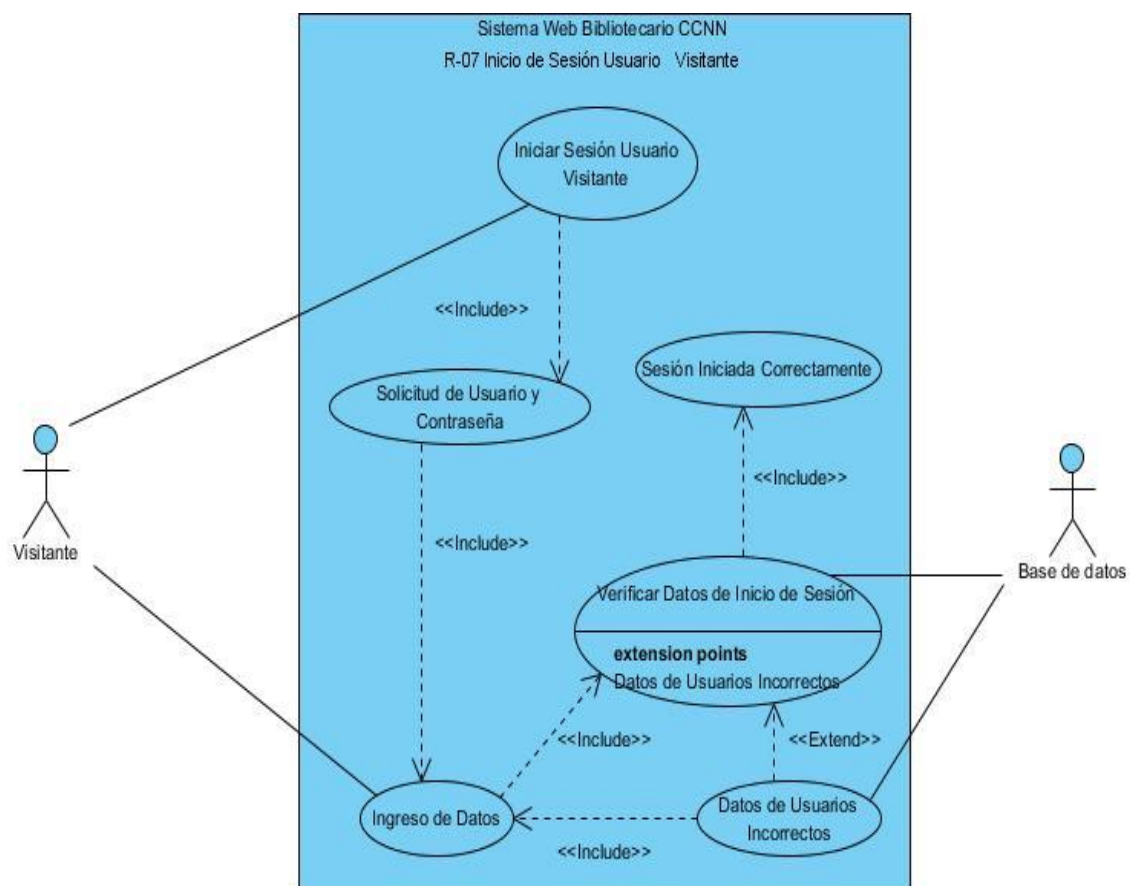 Sistema Web Bibliotecario CCNN
R-07 Inicio de Sesión Usuario Visitante
Iniciar Sesión Usuario
Visitante
<<Include>>
Sesión Iniciada Correctamente
Solicitud de Usuario y
Contraseña
<<Include>>
<<Include>>
Visitante
Base de datos
Verificar Datos de Inicio de Sesión
extension points
Datos de Usuarios Incorrectos
<<Include>>
<<Extend>>
Ingreso de Datos
Datos de Usuarios
Incorrectos
<<Include>>